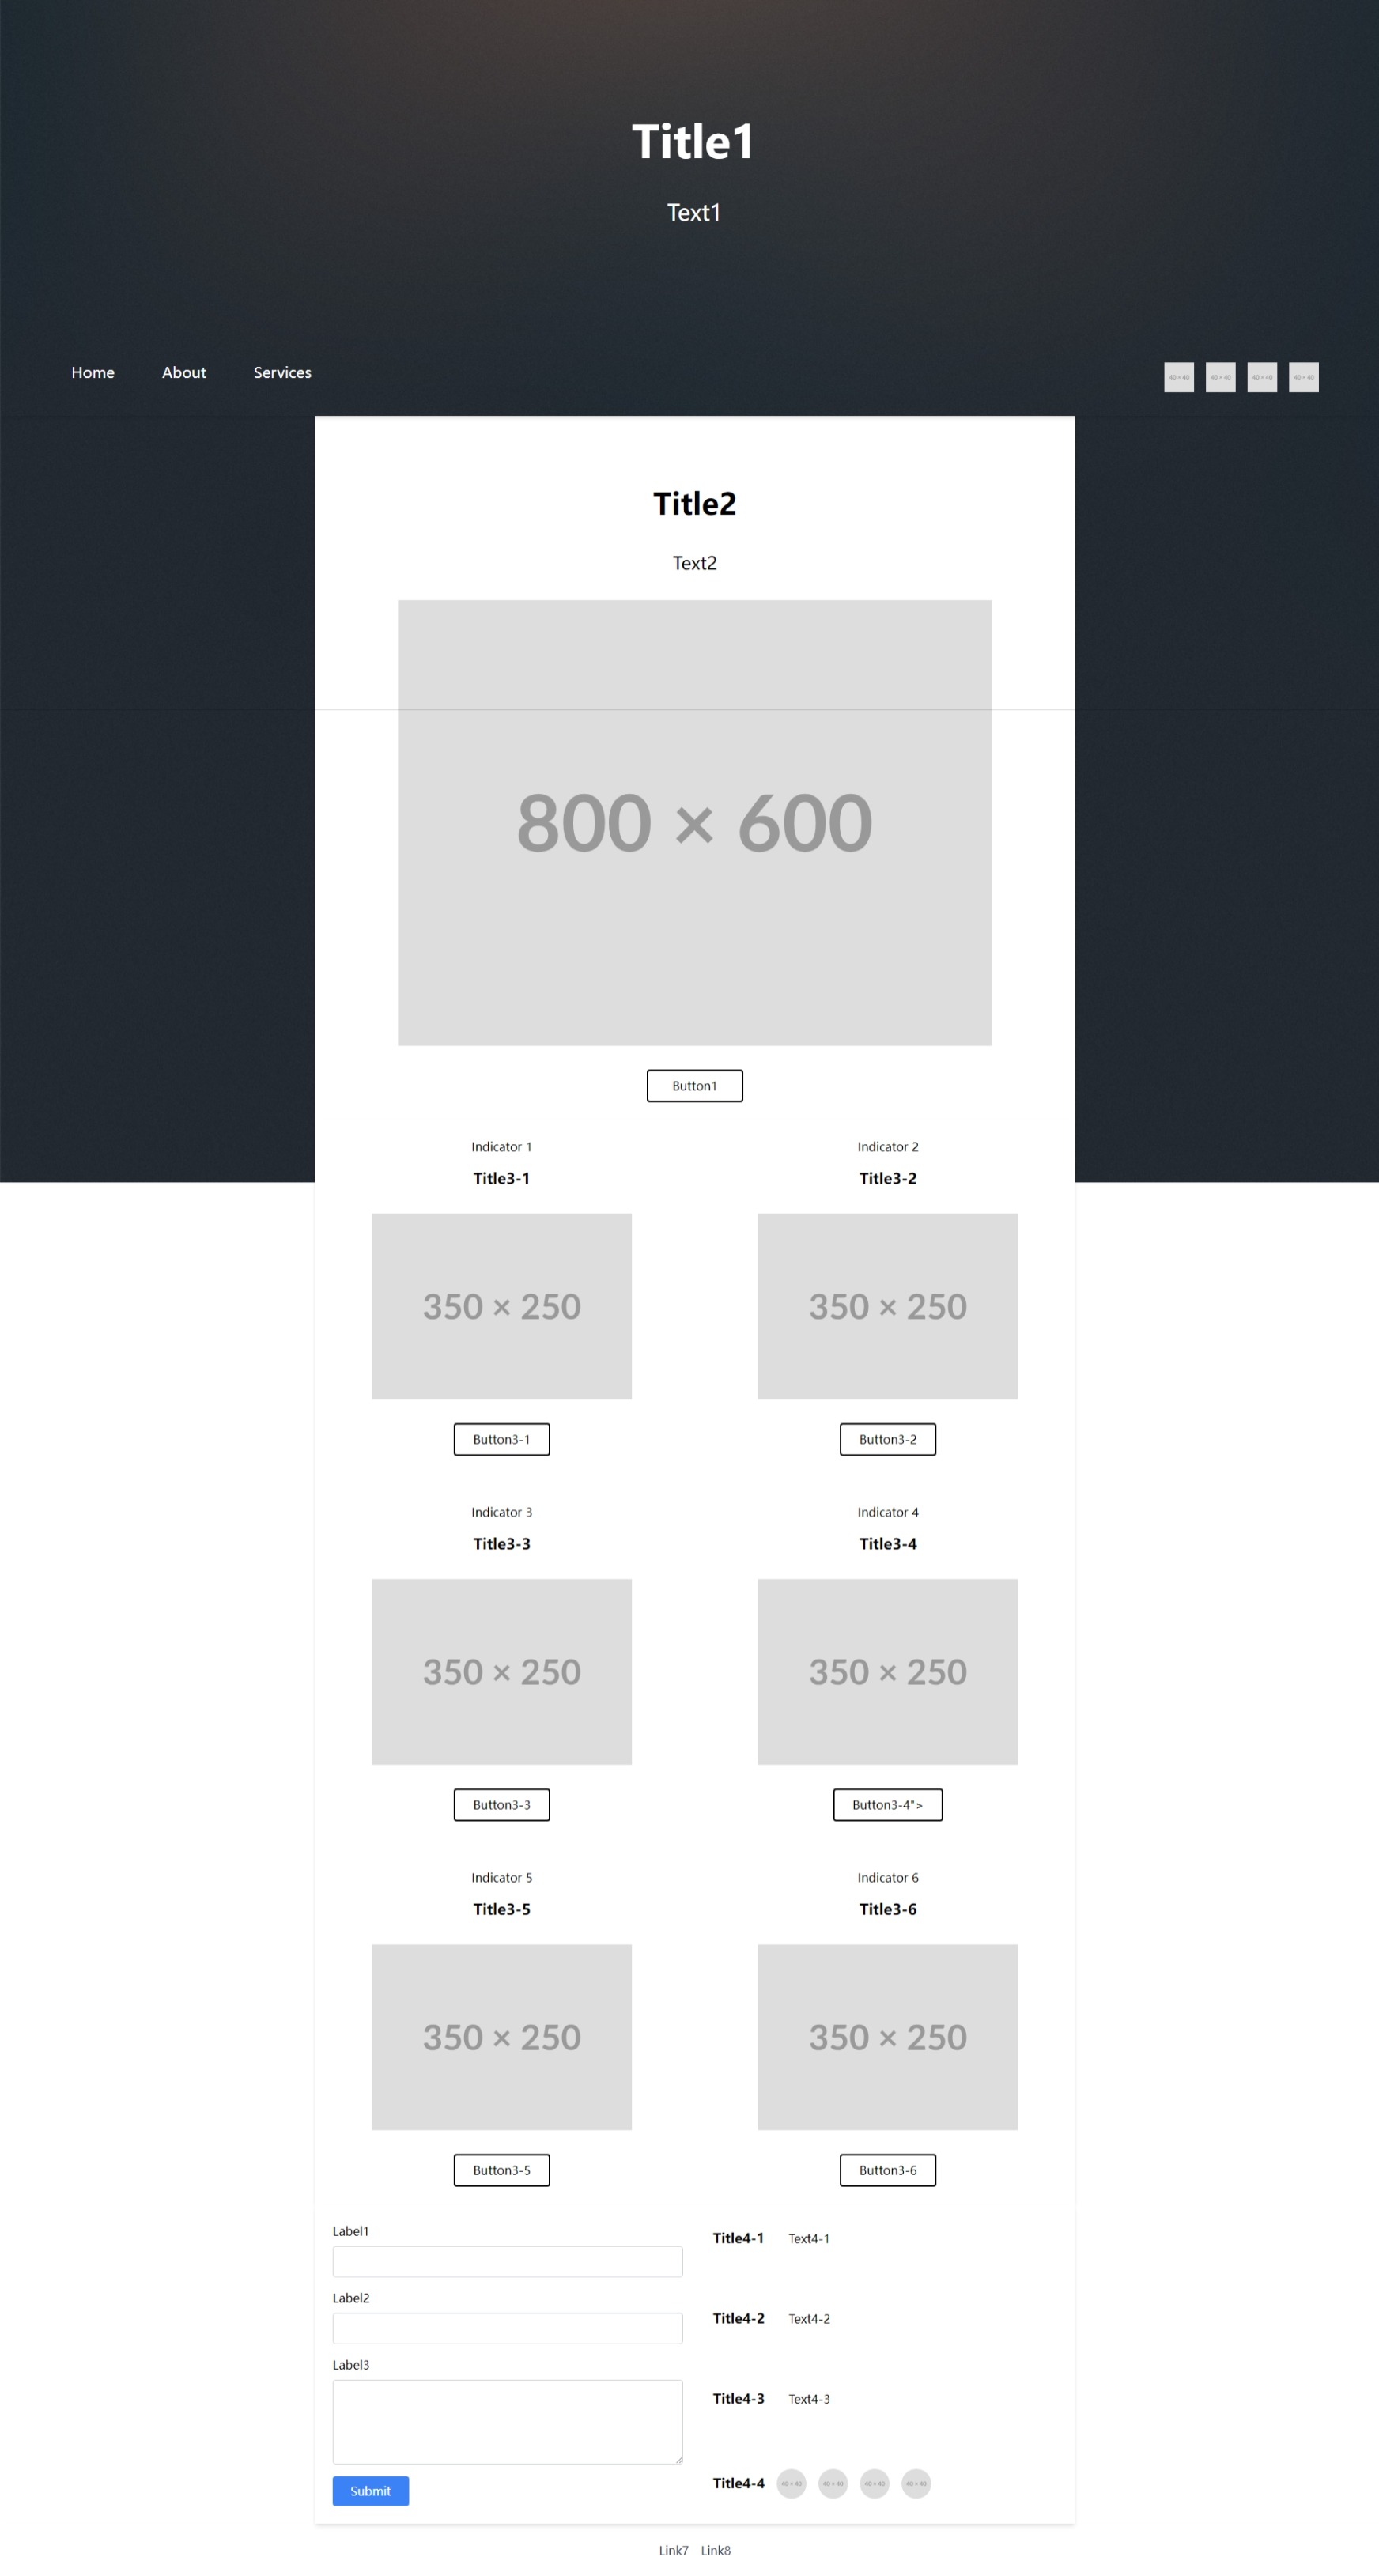 Title1
Text1
Home About Services
40 × 40 40 × 40 40 × 40 40 × 40
Title2
Text2
800 × 600
Button1
Indicator 1 Indicator 2
Title3-1 Title3-2
350 × 250 350 × 250
Button3-1 Button3-2
Indicator 3 Indicator 4
Title3-3 Title3-4
350 × 250 350 × 250
Button3-3 Button3-4">
Indicator 5 Indicator 6
Title3-5 Title3-6
350 × 250 350 × 250
Button3-5 Button3-6
Label1
Label2
Label3
Submit
Title4-1 Text4-1
Title4-2 Text4-2
Title4-3 Text4-3
Title4-4 40 × 40 40 × 40 40 × 40 40 × 40
Link7 Link8